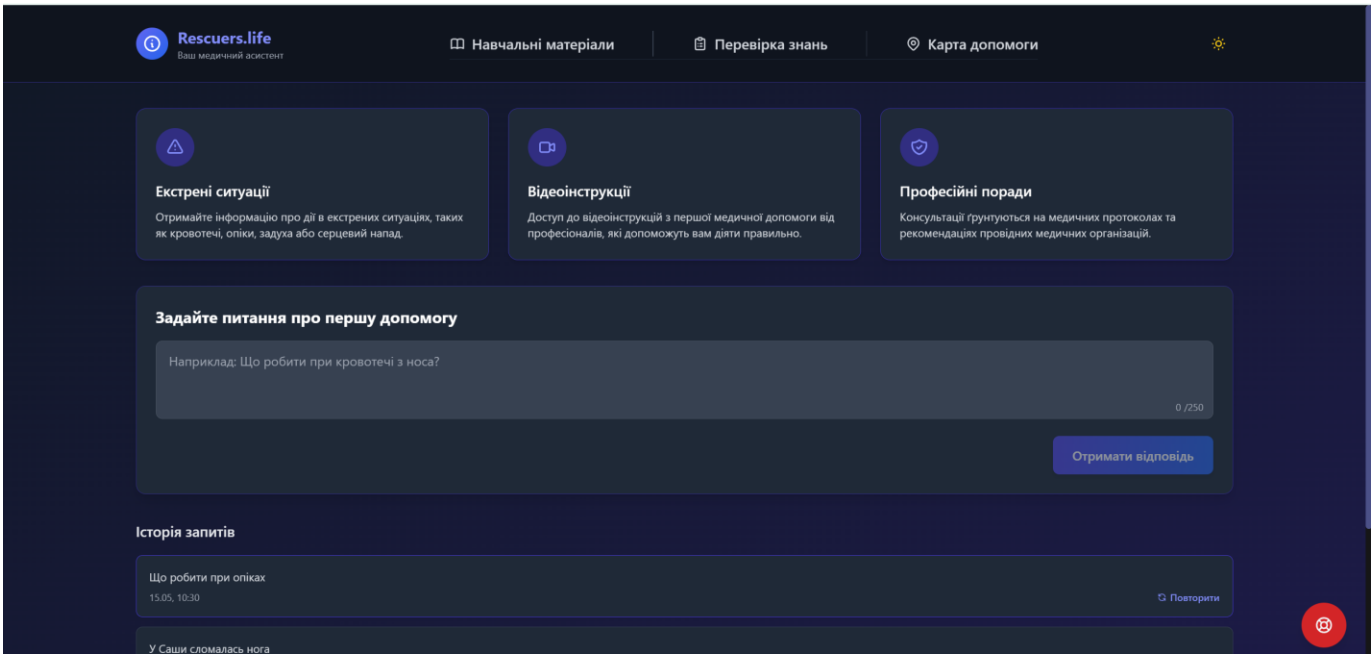 Rescuers.life
Ваш медичний асистент
Навчальні матеріали
Перевірка знань
Карта допомоги
Екстрені ситуації
Отримайте інформацію про дії в екстрених ситуаціях, таких
як кровотечі, опіки, задуха або серцевий напад.
Відеоінструкції
Доступ до відеоінструкцій з першої медичної допомоги від
професіоналів, які допоможуть вам діяти правильно.
Професійні поради
Консультації ґрунтуються на медичних протоколах та
рекомендаціях провідних медичних організацій.
Задайте питання про першу допомогу
Наприклад: Що робити при кровотечі з носа?
0 /250
Отримати відповідь
Історія запитів
Що робити при опіках
15.05, 10:30
Повторити
У Саши сломалась нога